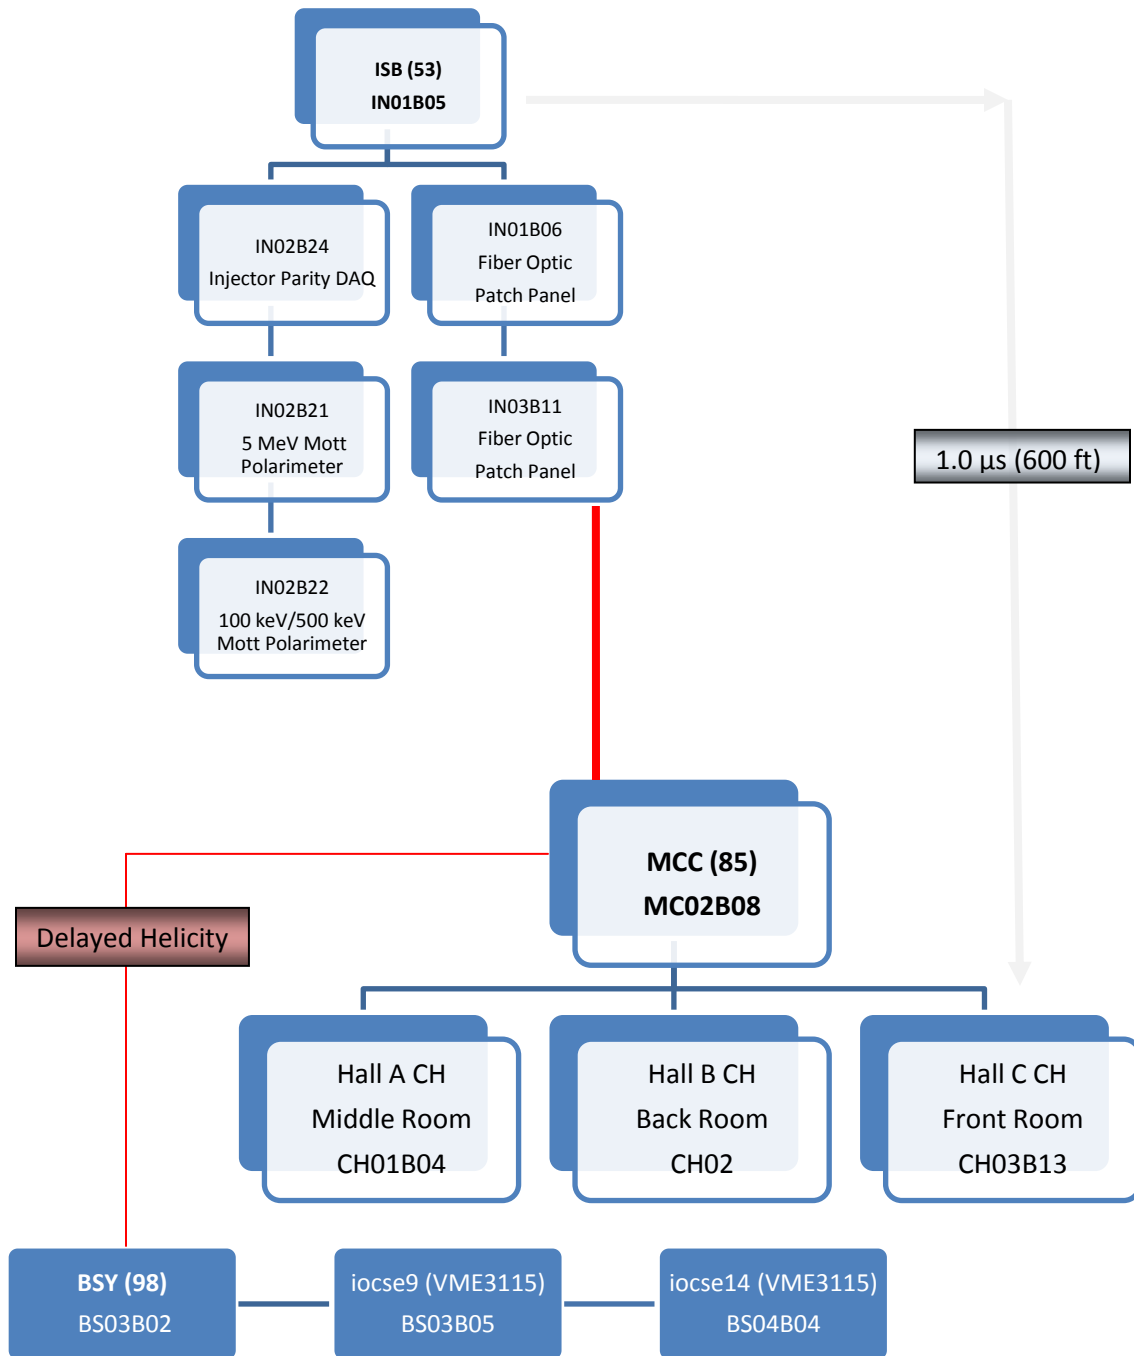 ISB (53)
IN01B05
IN02B24
Injector Parity DAQ
IN01B06
Fiber Optic
Patch Panel
IN02B21
5 MeV Mott
Polarimeter
IN03B11
Fiber Optic
Patch Panel
1.0 μs (600 ft)
IN02B22
100 keV/500 keV
Mott Polarimeter
MCC (85)
MC02B08
Delayed Helicity
Hall A CH
Middle Room
CH01B04
Hall B CH
Back Room
CH02
Hall C CH
Front Room
CH03B13
BSY (98)
BS03B02
iocse9 (VME3115)
BS03B05
iocse14 (VME3115)
BS04B04